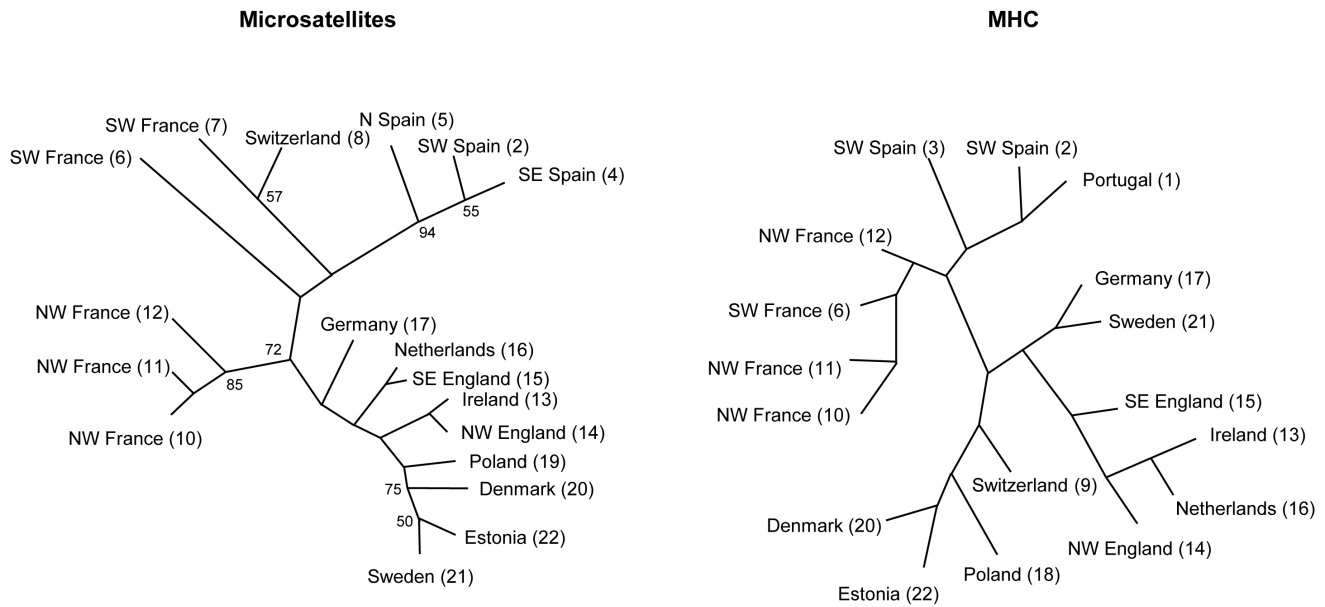 Microsatellites
SW France (7)
SW France (6)
Switzerland (8)
N Spain (5)
SW Spain (2)
SE Spain (4)
57
55
94
NW France (12)
NW France (11)
NW France (10)
72
85
Germany (17)
Netherlands (16)
SE England (15)
Ireland (13)
NW England (14)
Poland (19)
75
Denmark (20)
50
Estonia (22)
Sweden (21)
MHC
SW Spain (3)
SW Spain (2)
Portugal (1)
NW France (12)
SW France (6)
NW France (11)
NW France (10)
Germany (17)
Sweden (21)
SE England (15)
Ireland (13)
Netherlands (16)
NW England (14)
Switzerland (9)
Denmark (20)
Poland (18)
Estonia (22)